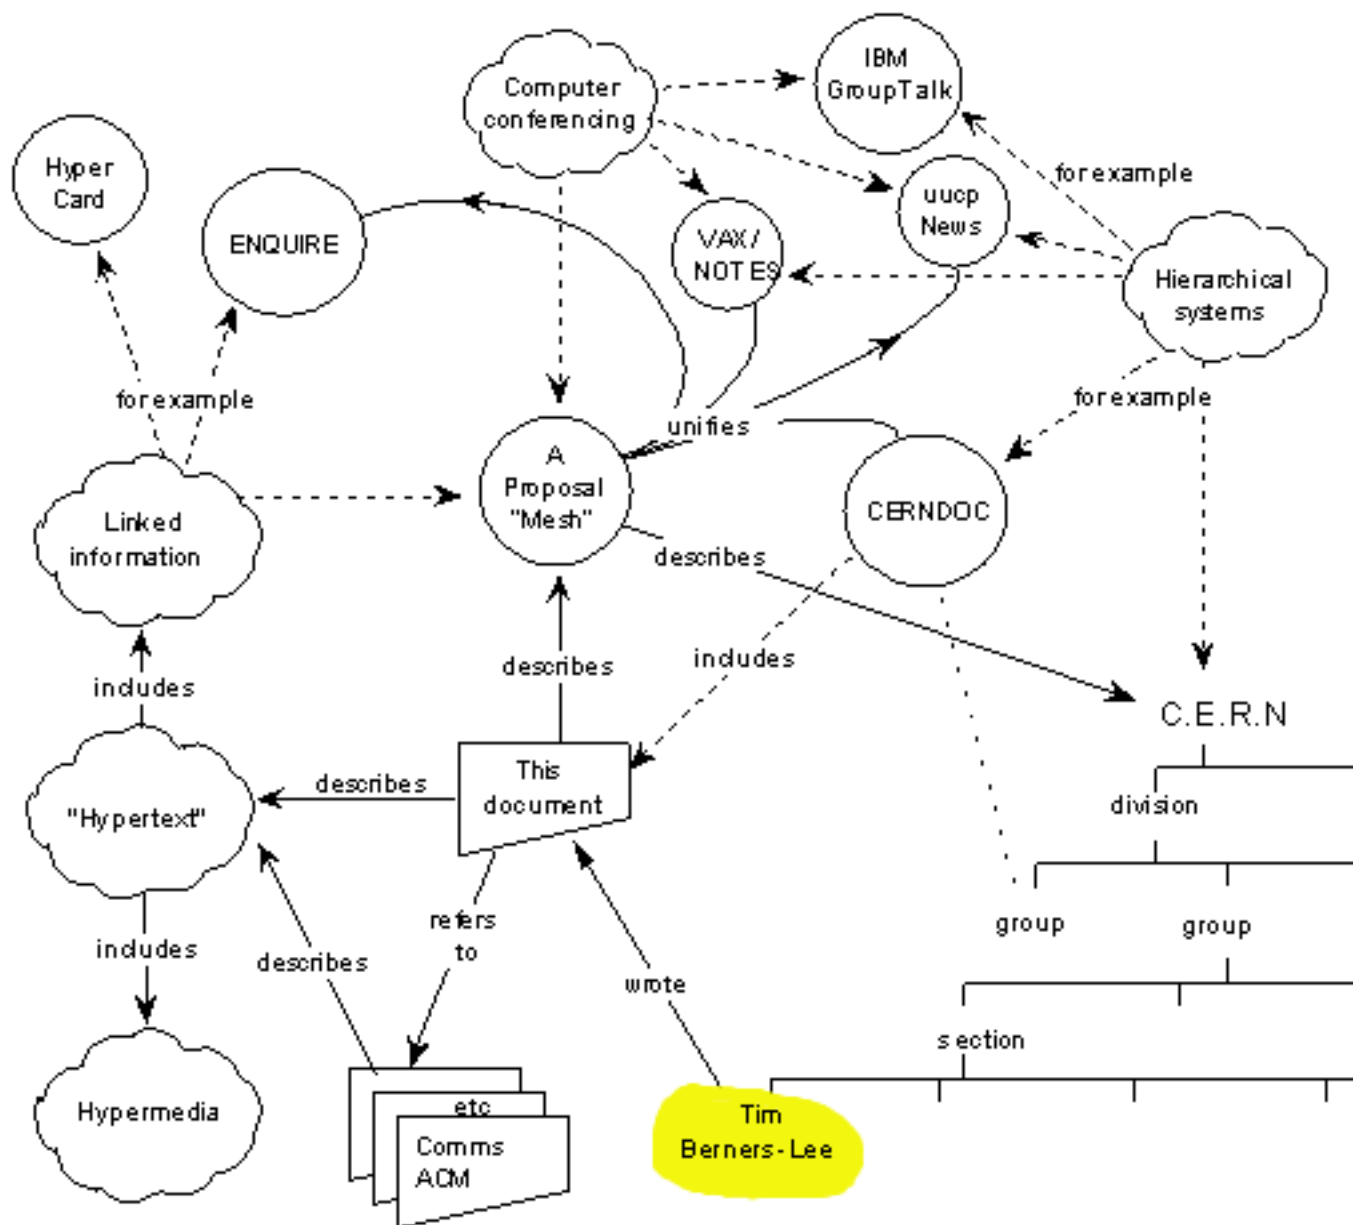 IBM
GroupTalk
Computer
conferencing
Hyper
Card
for example
uucp
News
ENQUIRE
VAX/
NOTES
Hierarchical
systems
for example
for example
unifies
A
Proposal
"Mesh"
CERNDOC
Linked
information
describes
describes
includes
includes
C.E.R.N
This
document
describes
"Hypertext"
division
refers
to
group
group
includes
describes
wrote
section
Hypermedia
etc
Comms
ACM
Tim
Berners-Lee